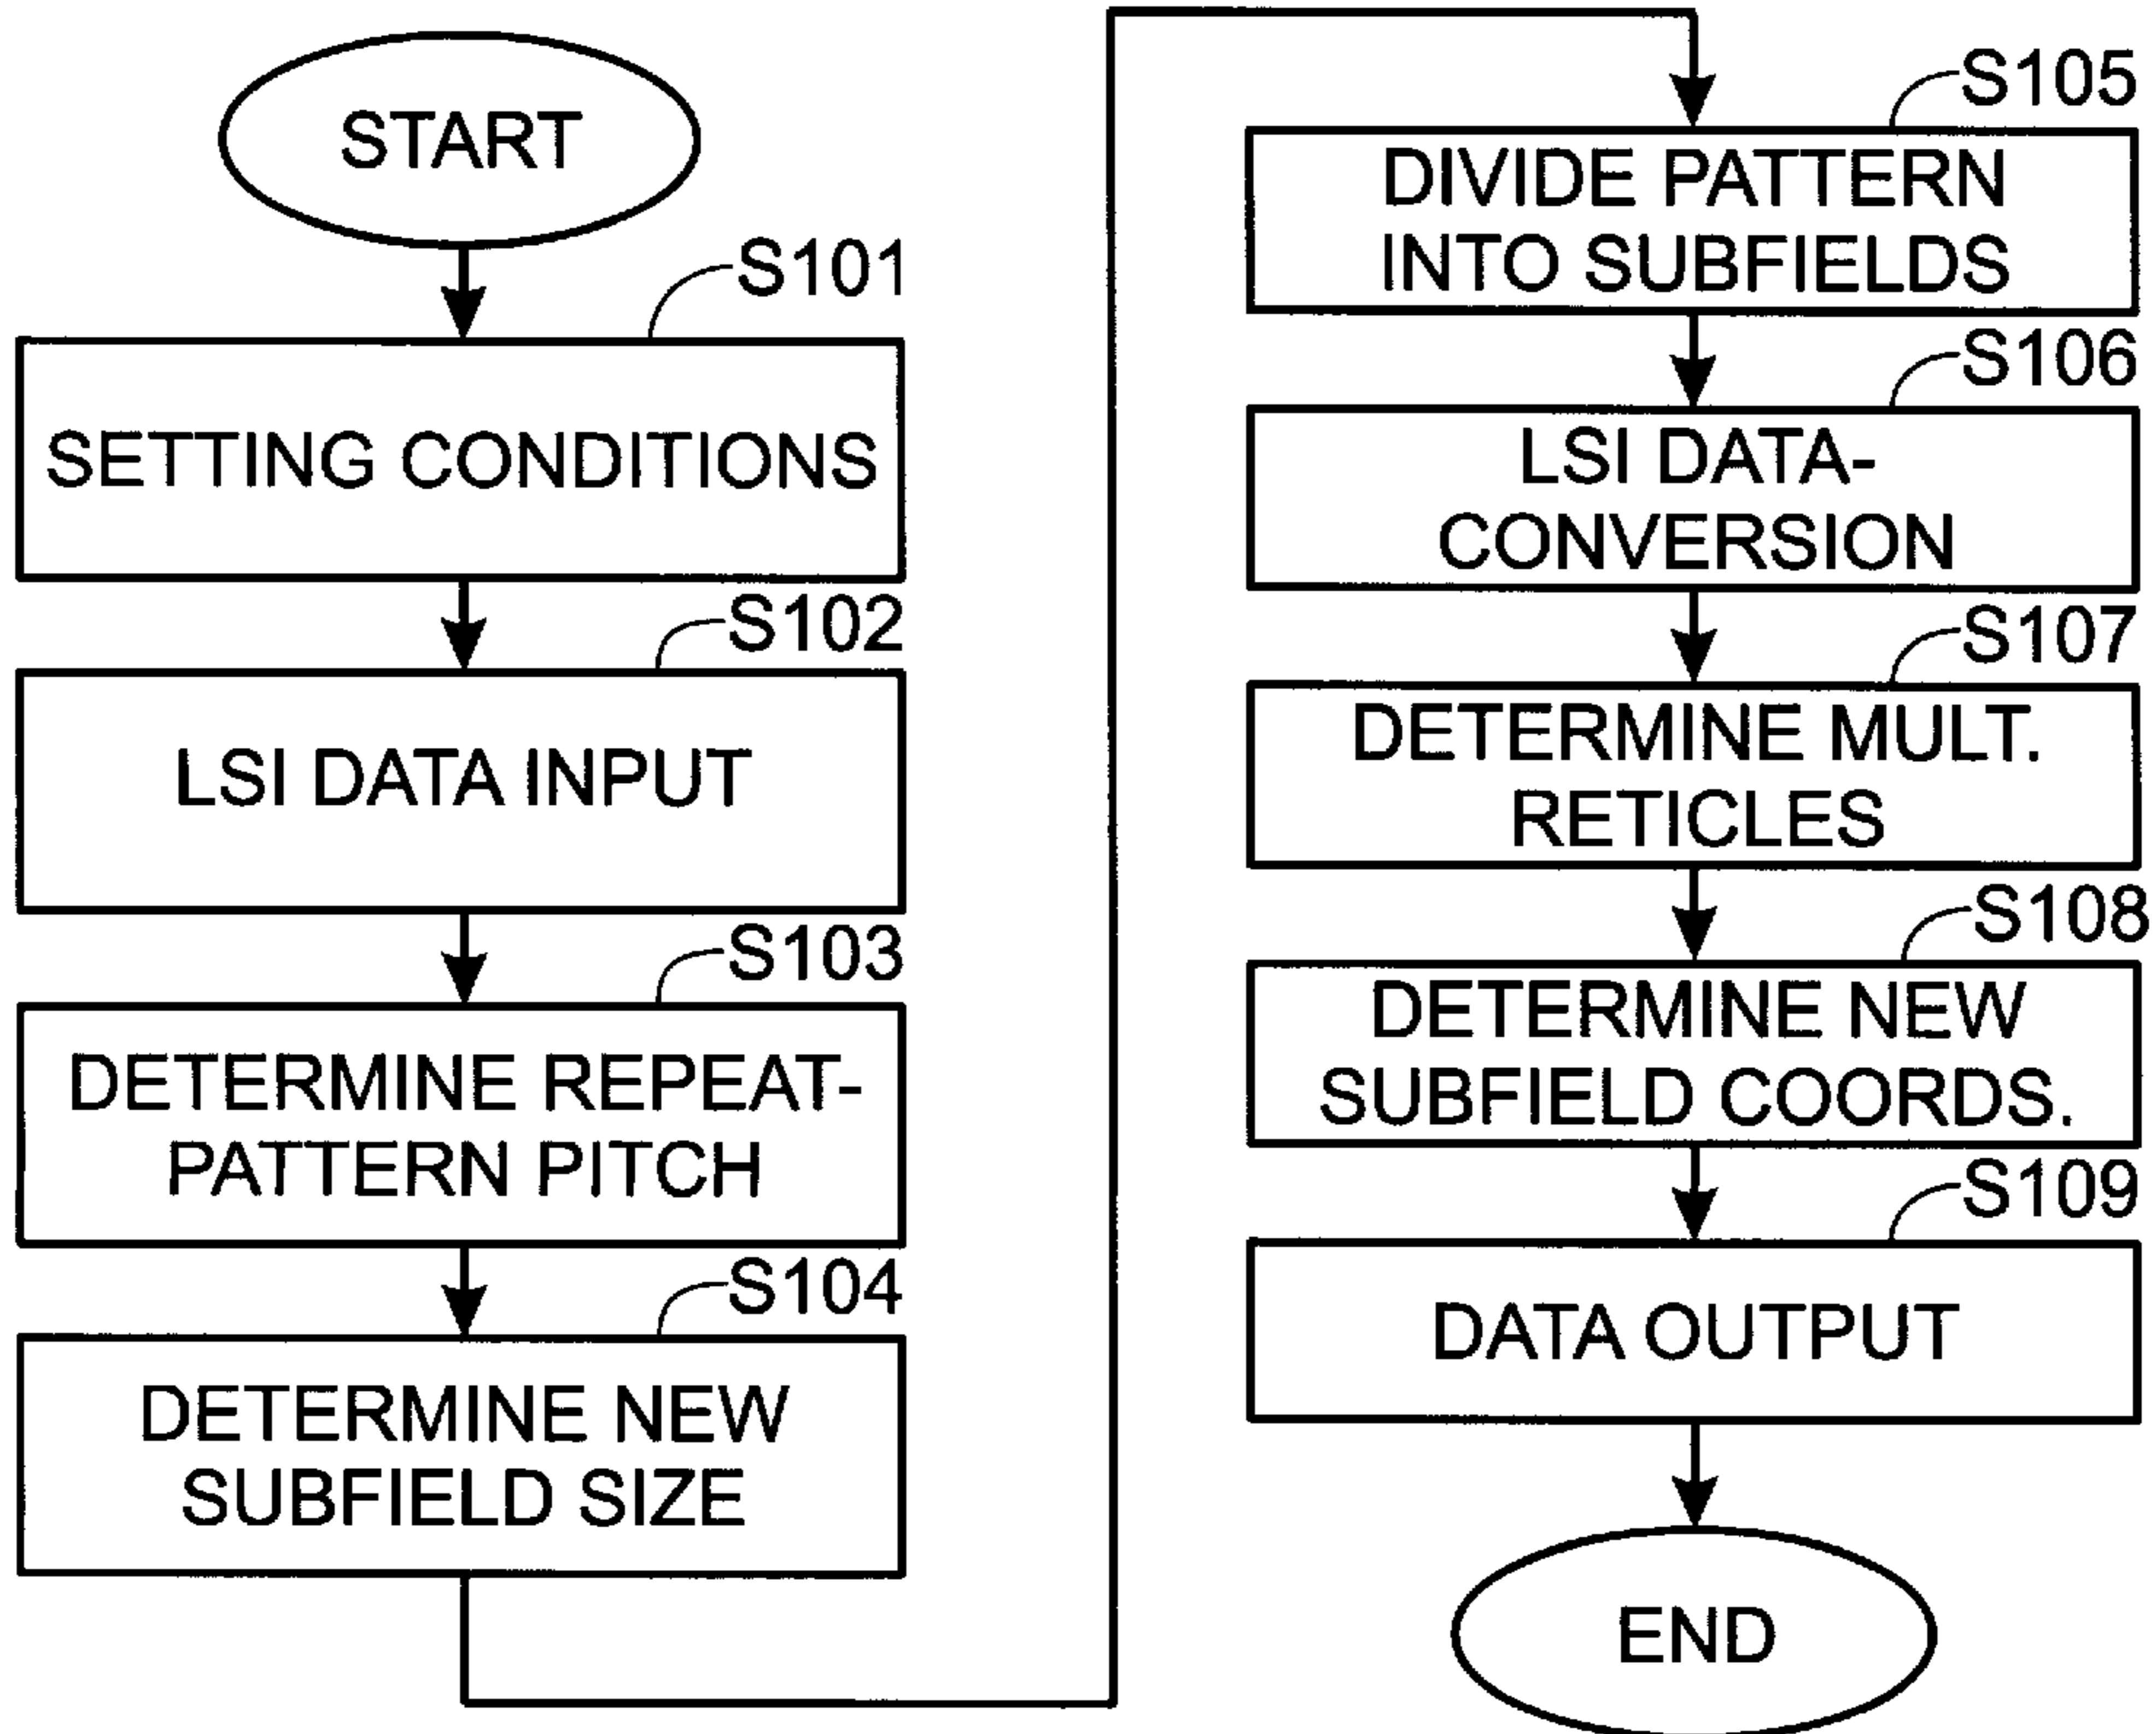 START
S101
SETTING CONDITIONS
S102
LSI DATA INPUT
S103
DETERMINE REPEAT-
PATTERN PITCH
S104
DETERMINE NEW
SUBFIELD SIZE
S105
DIVIDE PATTERN
INTO SUBFIELDS
S106
LSI DATA-
CONVERSION
S107
DETERMINE MULT.
RETICLES
S108
DETERMINE NEW
SUBFIELD COORDS.
S109
DATA OUTPUT
END